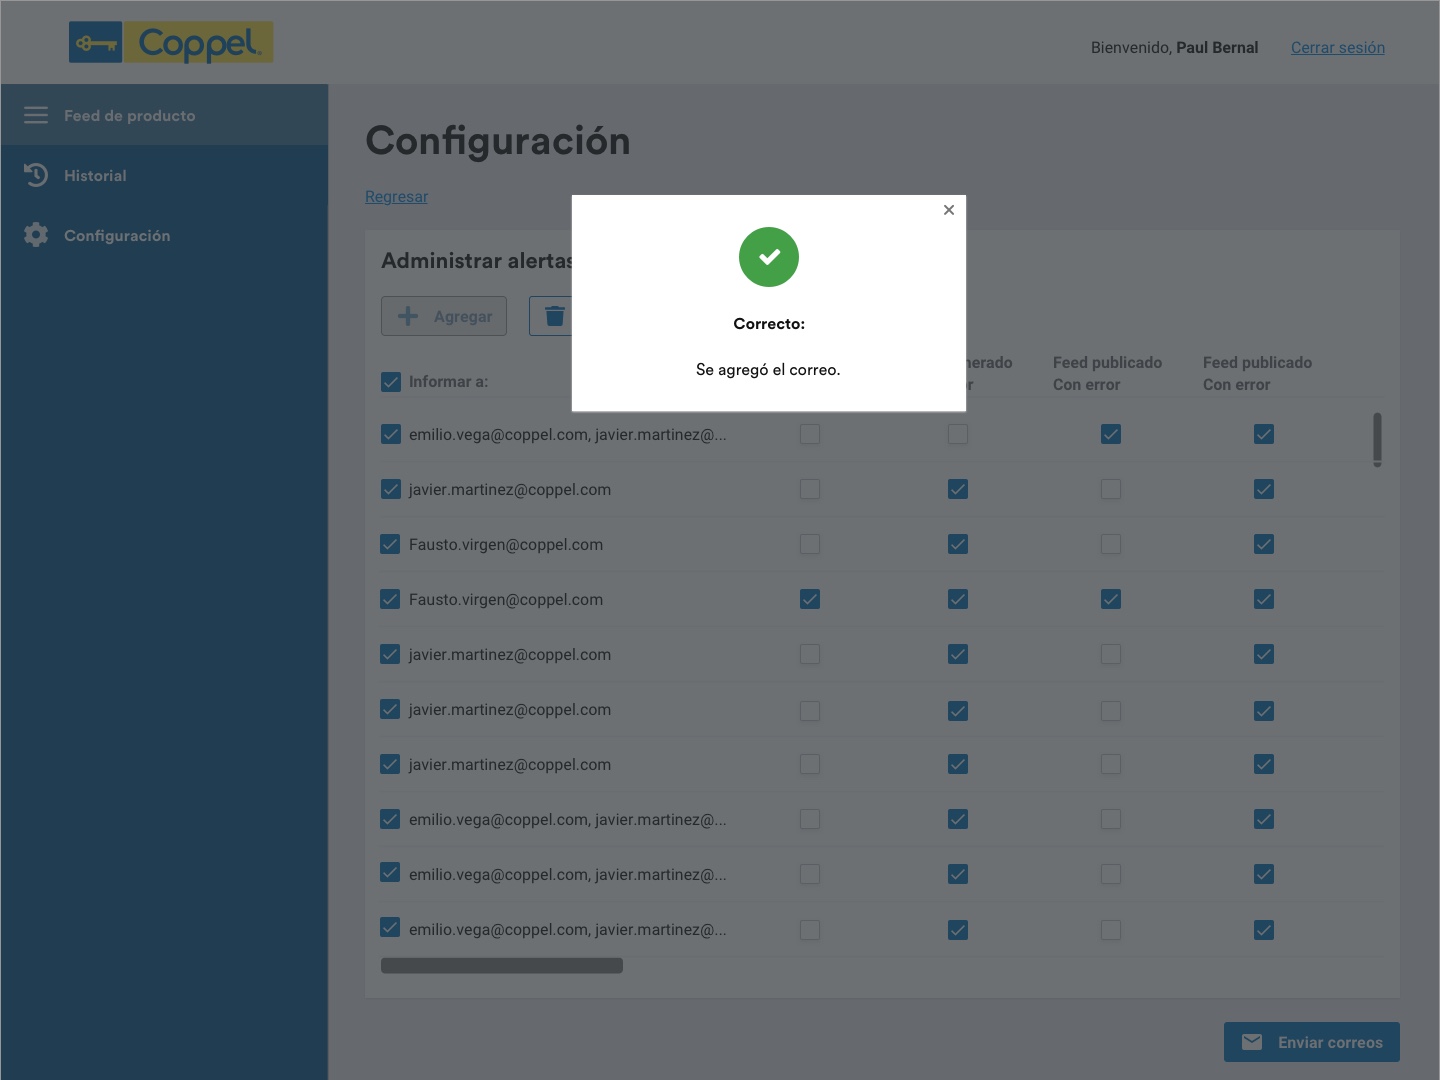 Coppel.
Bienvenido, Paul Bernal
Cerrar sesión
Feed de producto
Historial
Configuración
Configuración
Regresar
Administrar alertas
Agregar
Correcto:
Se agregó el correo.
Informar a:
Feed publicado
Con error
Feed publicado
Con error
emilio.vega@coppel.com, javier.martinez@...
javier.martinez@coppel.com
Fausto.virgen@coppel.com
Fausto.virgen@coppel.com
javier.martinez@coppel.com
javier.martinez@coppel.com
javier.martinez@coppel.com
emilio.vega@coppel.com, javier.martinez@...
emilio.vega@coppel.com, javier.martinez@...
emilio.vega@coppel.com, javier.martinez@...
Enviar correos